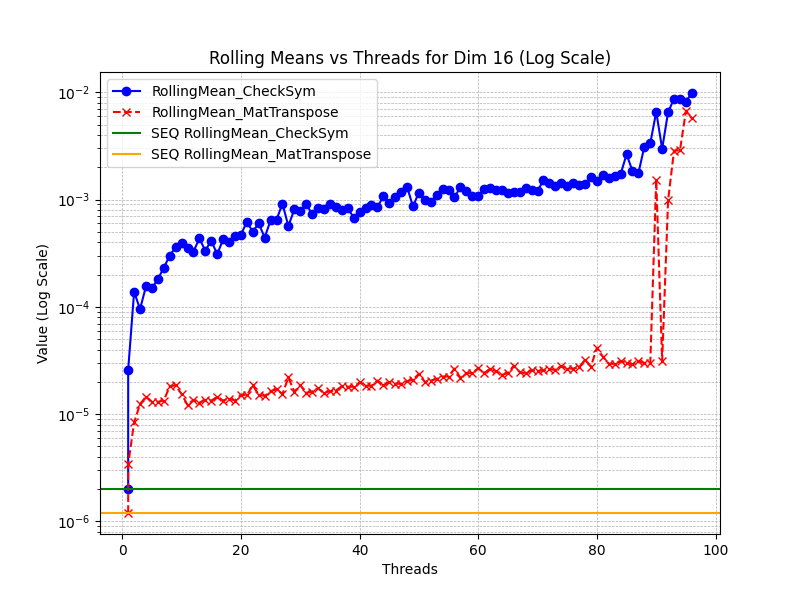 Rolling Means vs Threads for Dim 16 (Log Scale)
RollingMean_CheckSym
RollingMean_MatTranspose
SEQ RollingMean_CheckSym
SEQ RollingMean_MatTranspose
Value (Log Scale)
10⁻²
10⁻³
10⁻⁴
10⁻⁵
10⁻⁶
0 20 40 60 80 100
Threads